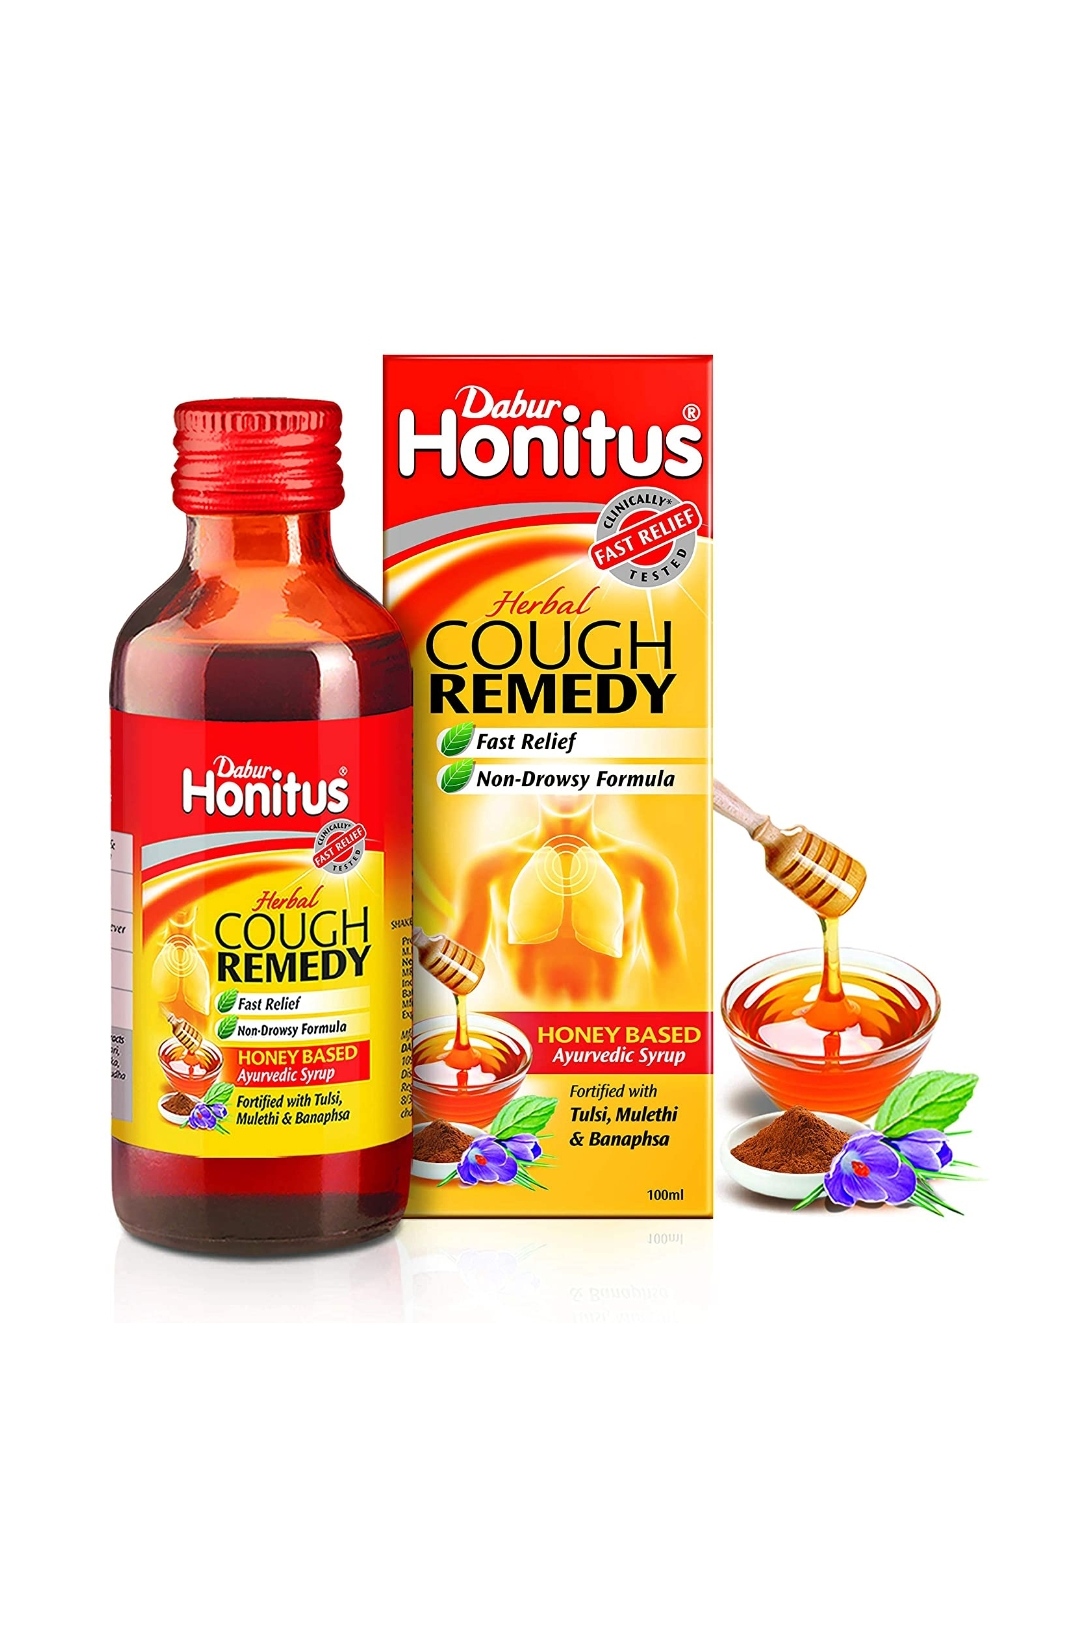 Dabur
Honitus®
CLINICALLY*
FAST RELIEF
TESTED
Herbal
COUGH
REMEDY
Fast Relief
Non-Drowsy Formula
HONEY BASED
Ayurvedic Syrup
Fortified with
Tulsi, Mulethi
& Banaphsa
100ml
Dabur
Honitus®
CLINICALLY*
FAST RELIEF
TESTED
Herbal
COUGH
REMEDY
Fast Relief
Non-Drowsy Formula
HONEY BASED
Ayurvedic Syrup
Fortified with Tulsi,
Mulethi & Banaphsa
SHAKE